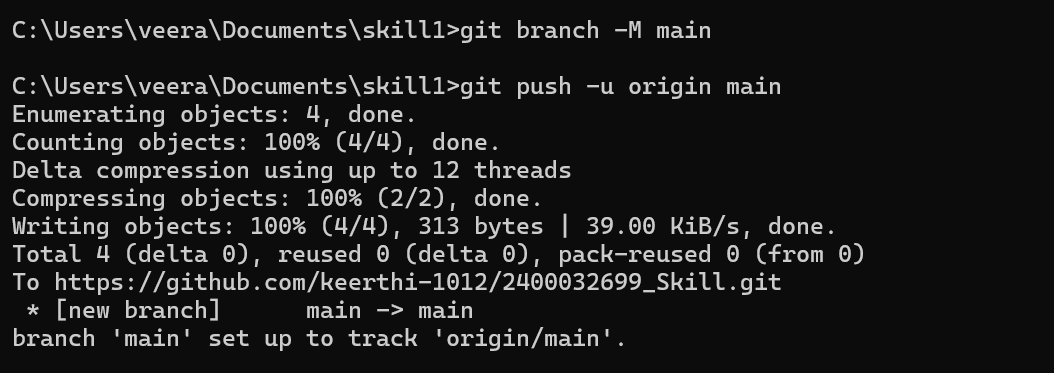 C:\Users\veera\Documents\skill1>git branch -M main
C:\Users\veera\Documents\skill1>git push -u origin main
Enumerating objects: 4, done.
Counting objects: 100% (4/4), done.
Delta compression using up to 12 threads
Compressing objects: 100% (2/2), done.
Writing objects: 100% (4/4), 313 bytes | 39.00 KiB/s, done.
Total 4 (delta 0), reused 0 (delta 0), pack-reused 0 (from 0)
To https://github.com/keerthi-1012/2400032699_Skill.git
 * [new branch]      main -> main
branch 'main' set up to track 'origin/main'.